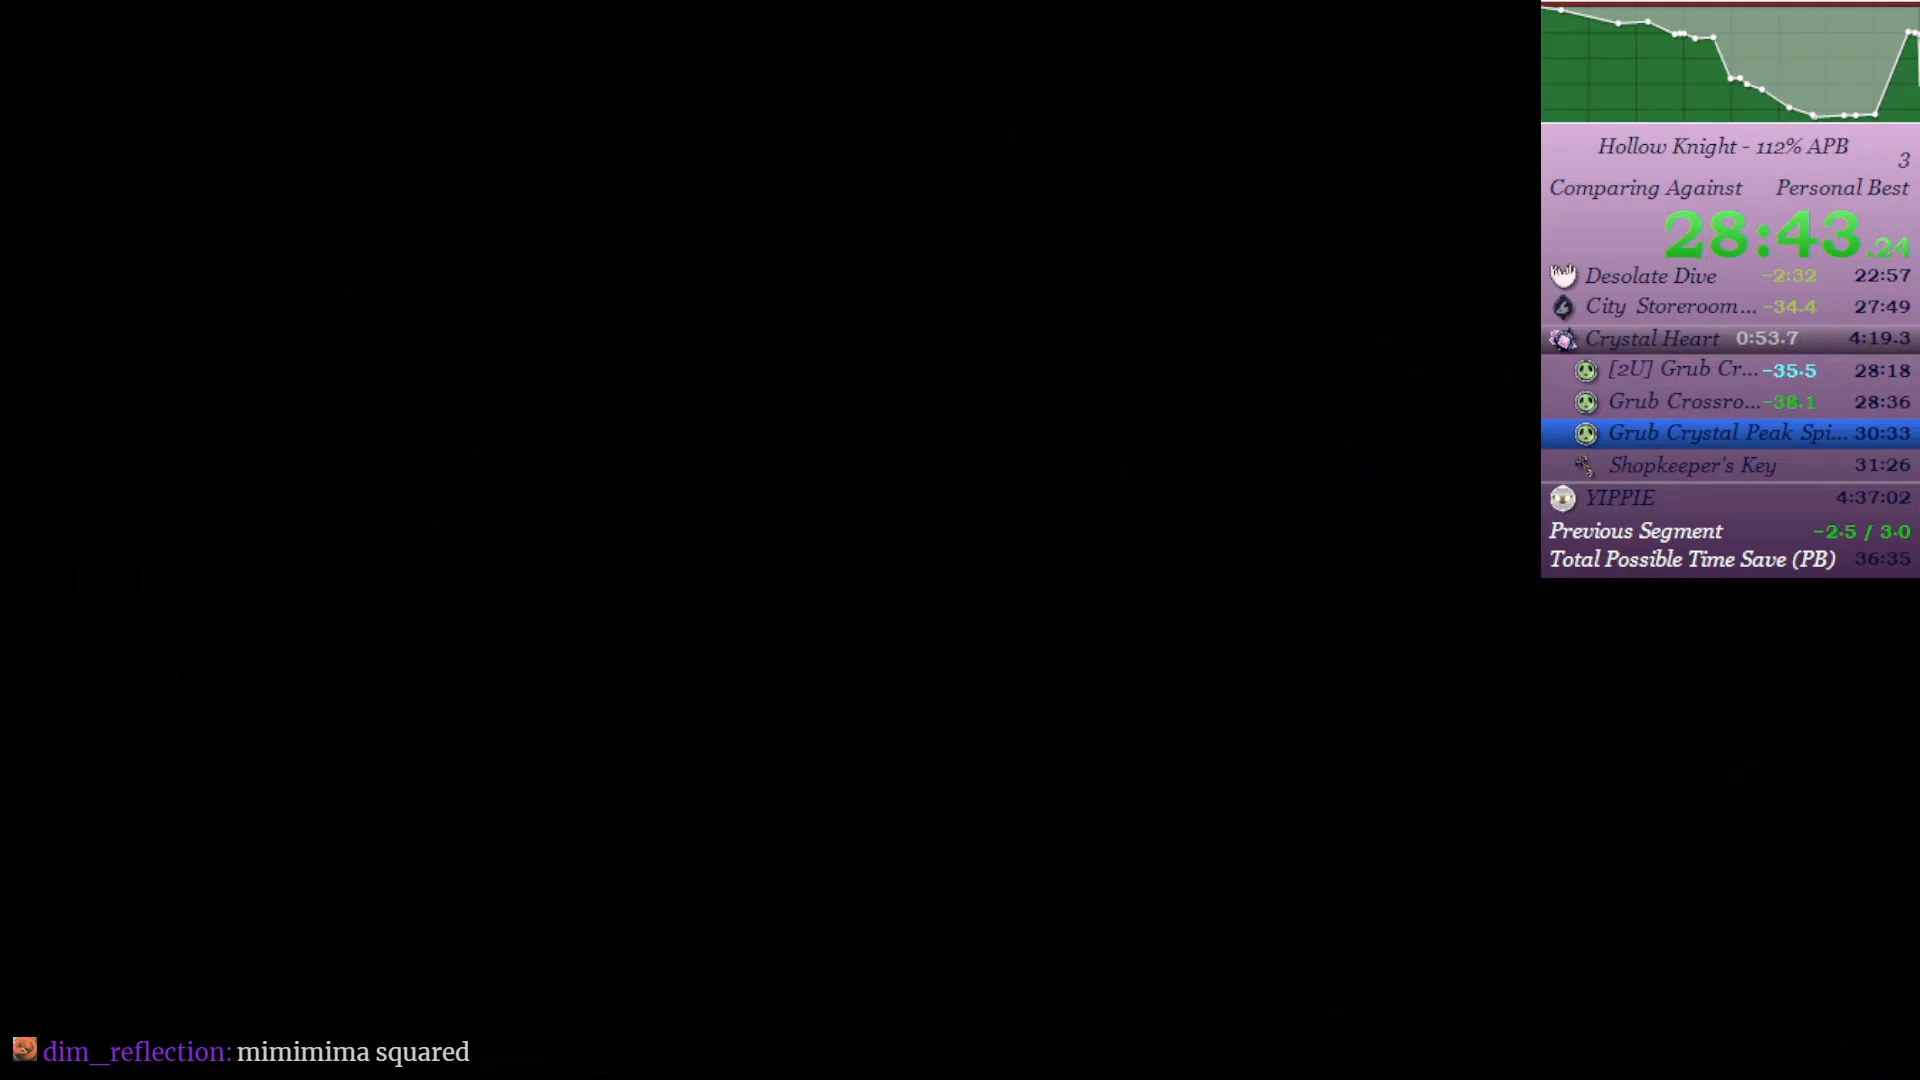 Hollow Knight - 112% APB
3
Comparing Against Personal Best
28:43.24
Desolate Dive -2:32 22:57
City Storeroom... -34.4 27:49
Crystal Heart 0:53.7 4:19.3
[2U] Grub Cr... -35.5 28:18
Grub Crossro... -38.1 28:36
Grub Crystal Peak Spi... 30:33
Shopkeeper's Key 31:26
YIPPIE 4:37:02
Previous Segment -2.5 / 3.0
Total Possible Time Save (PB) 36:35
dim_reflection: mimimima squared